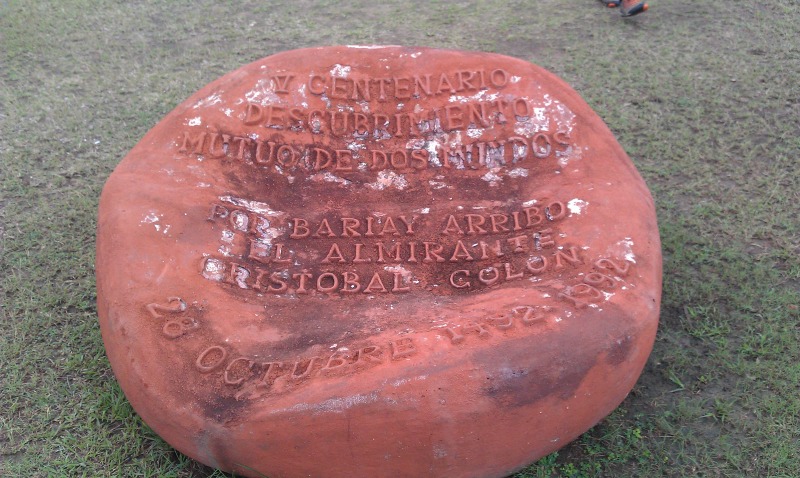 V CENTENARIO
DESCUBRIMIENTO
MUTUO DE DOS MUNDOS
POR BARIAY ARRIBO
EL ALMIRANTE
CRISTOBAL COLON
28 OCTUBRE 1492-1992